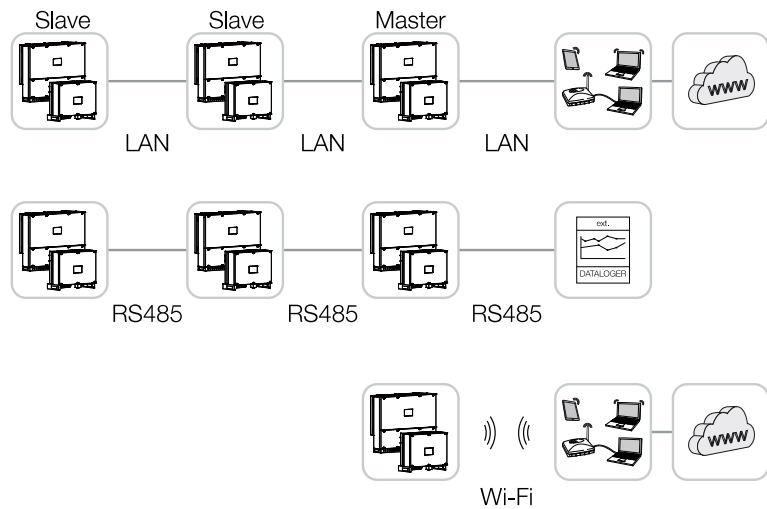 Slave Slave Master
WWW
LAN LAN LAN
ext.
DATALOGER
RS485 RS485 RS485
WWW
Wi-Fi